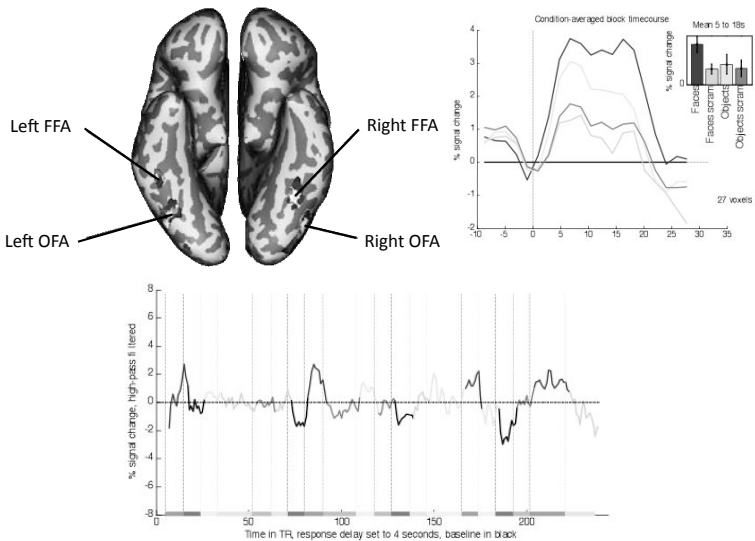 Left FFA
Right FFA
Left OFA
Right OFA
Condition-averaged block timecourse
% signal change
4
3
2
1
0
-1
-2
-10
-5
0
5
10
15
20
25
30
35
27 voxels
Mean 5 to 18s
% signal change
0
Faces
Faces scram
Objects
Objects scram
% signal change, high-pass filtered
8
6
4
2
0
-2
-4
-6
-8
0
50
100
150
200
Time in TR, response delay set to 4 seconds, baseline in black